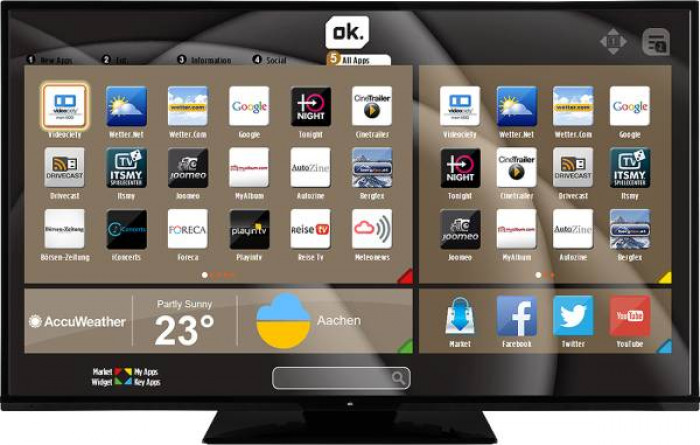 ok.
1 New Apps 2 Ent. 3 Information 4 Social 5 All Apps
Videociety Wetter.Net Wetter.Com Google Tonight Cinetrailer
Drivecast Itsmy Joomeo MyAlbum Autozine Bergfex
Börsen-Zeitung iConcerts Foreca Playintv Reise Tv Meteonews
Videociety Wetter.Net Wetter.Com Google
Tonight Cinetrailer Drivecast Itsmy
Joomeo MyAlbum Autozine Bergfex
AccuWeather
Partly Sunny
23°
Aachen
Market Facebook Twitter YouTube
Market My Apps
Widget Key Apps